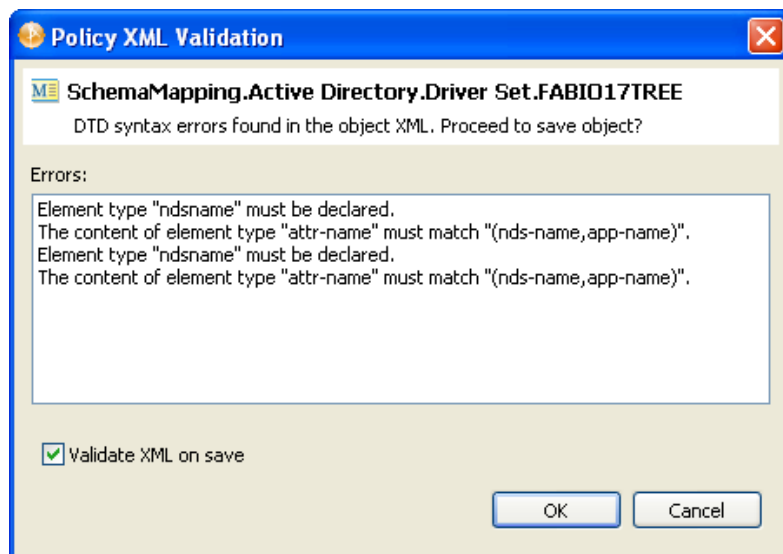 Policy XML Validation
SchemaMapping.Active Directory.Driver Set.FABIO17TREE
DTD syntax errors found in the object XML. Proceed to save object?
Errors:
Element type "ndsname" must be declared.
The content of element type "attr-name" must match "(nds-name,app-name)".
Element type "ndsname" must be declared.
The content of element type "attr-name" must match "(nds-name,app-name)".
Validate XML on save
OK Cancel